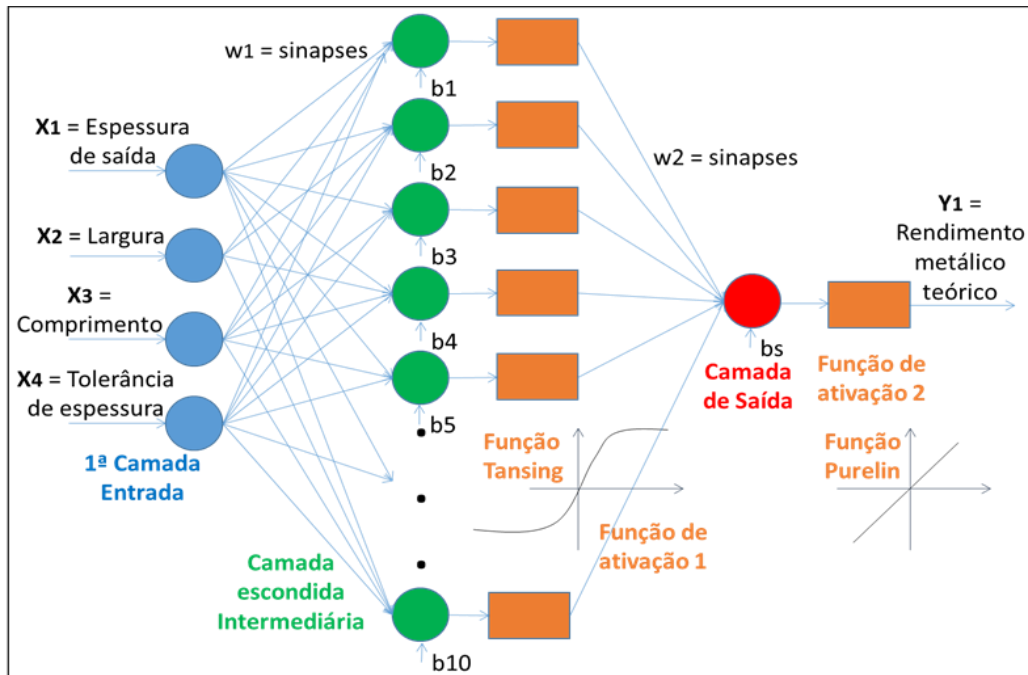 w1 = sinapses
b1
X1 = Espessura
de saída
b2
w2 = sinapses
X2 = Largura
b3
Y1 =
Rendimento
metálico
teórico
X3 =
Comprimento
b4
X4 = Tolerância
de espessura
b5
bs
Camada
de Saída
Função de
ativação 2
1ª Camada
Entrada
Função
Tansing
Função
Purelin
Função de
ativação 1
Camada
escondida
Intermediária
b10